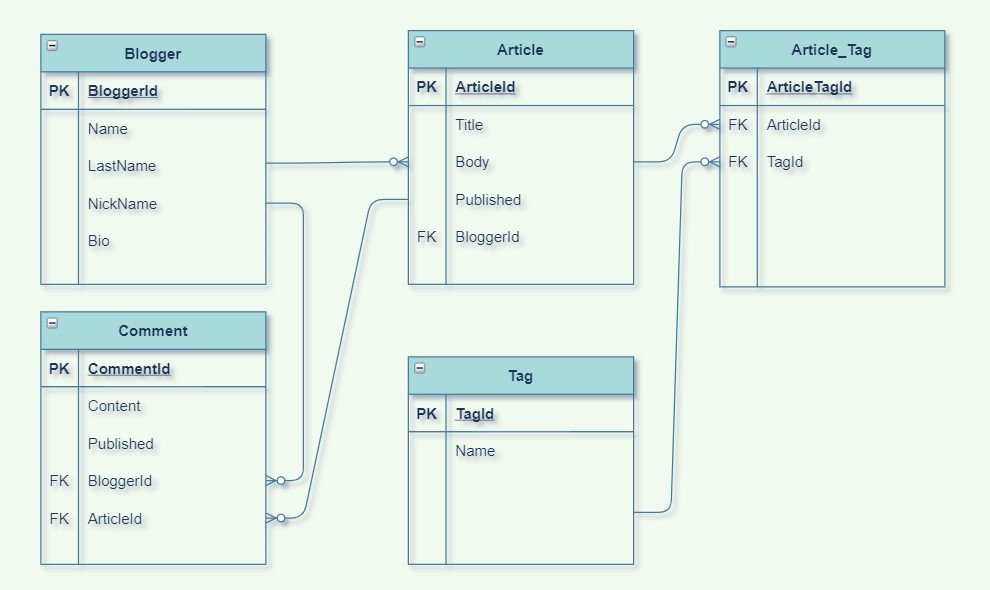 Blogger
PK BloggerId
Name
LastName
NickName
Bio
Article
PK ArticleId
Title
Body
Published
FK BloggerId
Article_Tag
PK ArticleTagId
FK ArticleId
FK TagId
Comment
PK CommentId
Content
Published
FK BloggerId
FK ArticleId
Tag
PK TagId
Name